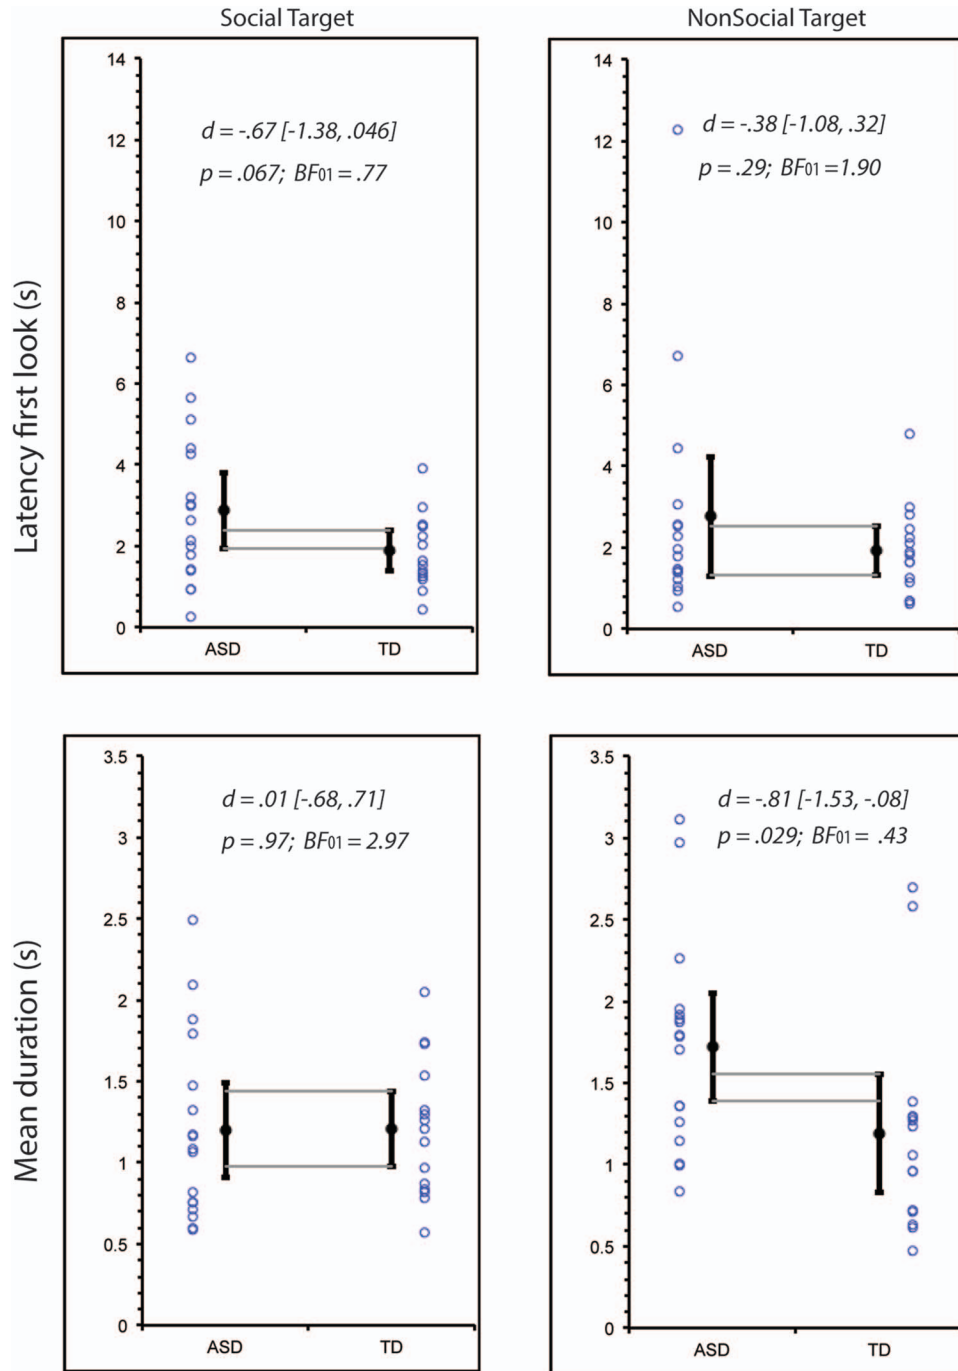 Social Target
NonSocial Target
Latency first look (s)
14
12
10
8
6
4
2
0
d = -.67 [-1.38, .046]
p = .067; BF01 = .77
ASD TD
14
12
10
8
6
4
2
0
d = -.38 [-1.08, .32]
p = .29; BF01 =1.90
ASD TD
Mean duration (s)
3.5
3
2.5
2
1.5
1
0.5
0
d = .01 [-.68, .71]
p = .97; BF01 = 2.97
ASD TD
3.5
3
2.5
2
1.5
1
0.5
0
d = -.81 [-1.53, -.08]
p = .029; BF01 = .43
ASD TD